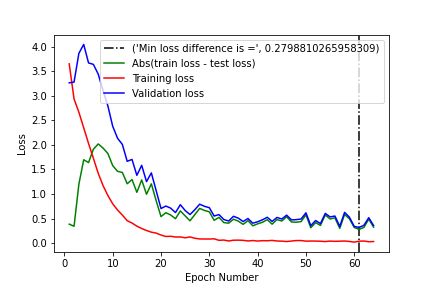 ('Min loss difference is =', 0.2798810265958309)
Abs(train loss - test loss)
Training loss
Validation loss
4.0
3.5
3.0
2.5
2.0
1.5
1.0
0.5
0.0
Loss
0 10 20 30 40 50 60
Epoch Number